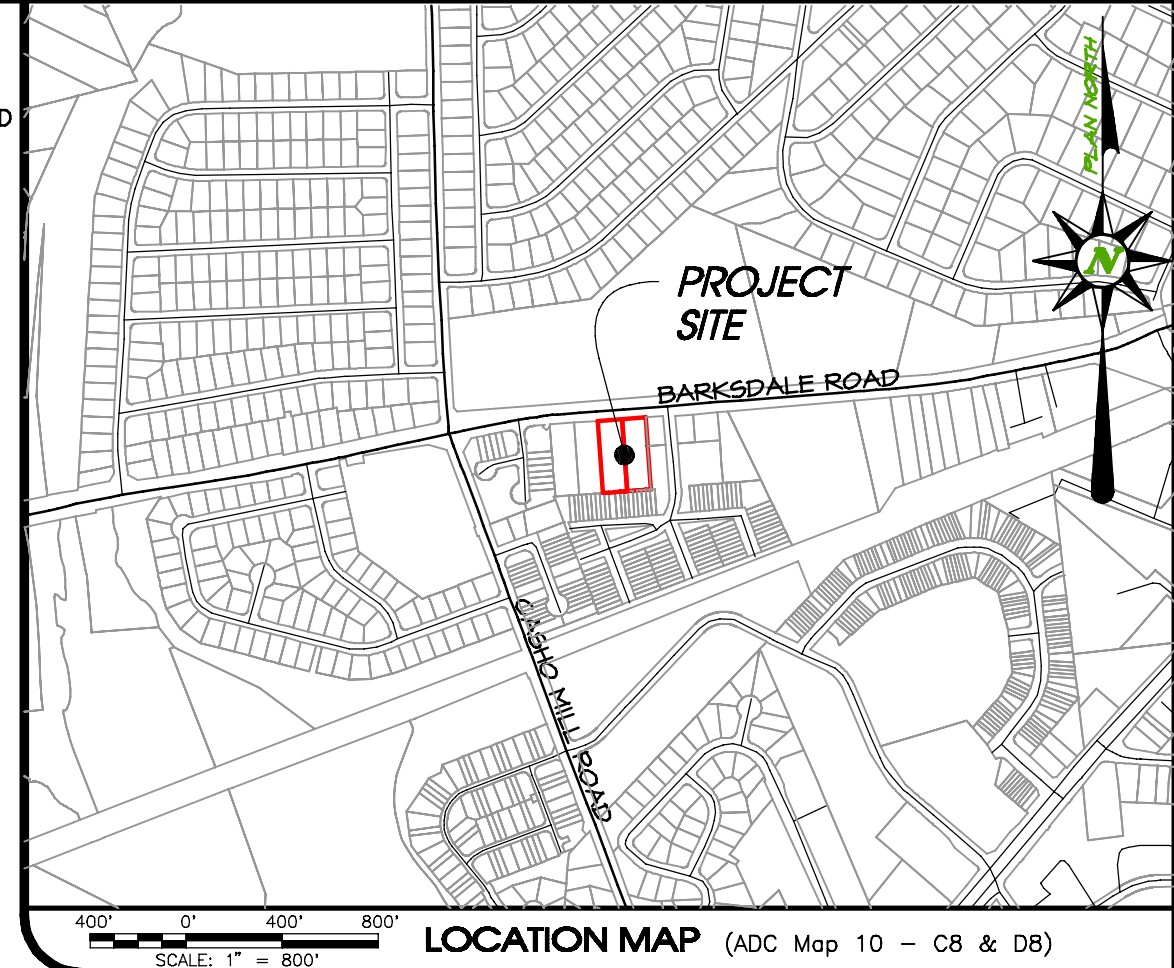 D
PLAN NORTH
N
PROJECT
SITE
BARKSDALE ROAD
CASHO MILL ROAD
400' 0' 400' 800'
SCALE: 1" = 800'
LOCATION MAP (ADC Map 10 - C8 & D8)